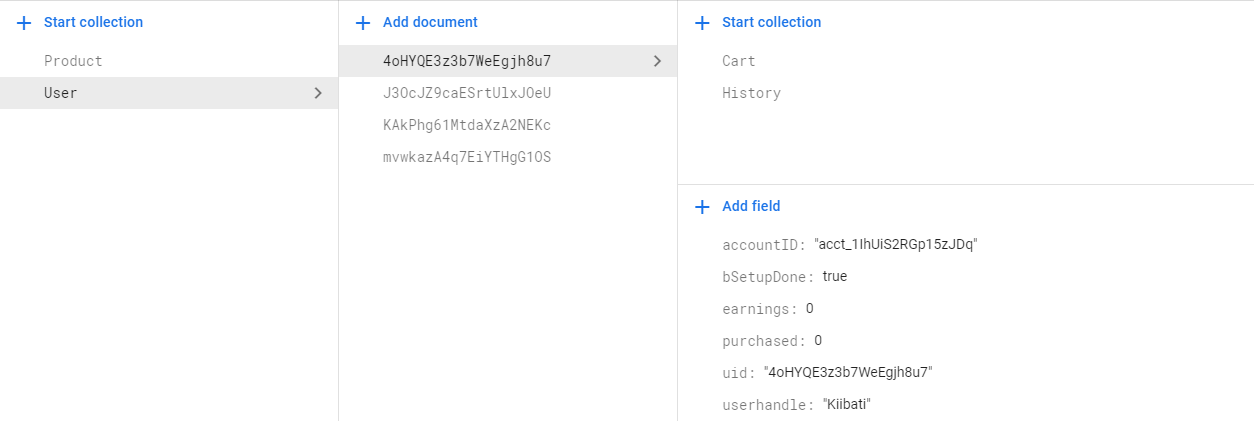 Start collection
Product
User
Add document
4oHYQE3z3b7WeEgjh8u7
J3OcJZ9caESrtUlxJOeU
KAkPhg61MtdaXzA2NEKc
mvwkazA4q7EiYTHgG1OS
Start collection
Cart
History
Add field
accountID: "acct_1IhUiS2RGp15zJDq"
bSetupDone: true
earnings: 0
purchased: 0
uid: "4oHYQE3z3b7WeEgjh8u7"
userhandle: "Kiibati"